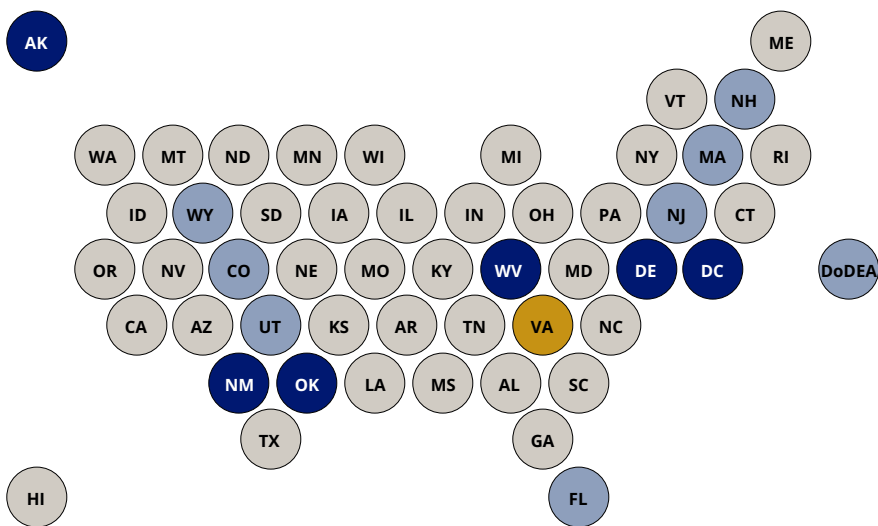 AK
ME
VT NH
WA MT ND MN WI MI NY MA RI
ID WY SD IA IL IN OH PA NJ CT
OR NV CO NE MO KY WV MD DE DC DoDEA
CA AZ UT KS AR TN VA NC
NM OK LA MS AL SC
TX GA
HI FL